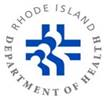 RHODE ISLAND
DEPARTMENT OF HEALTH